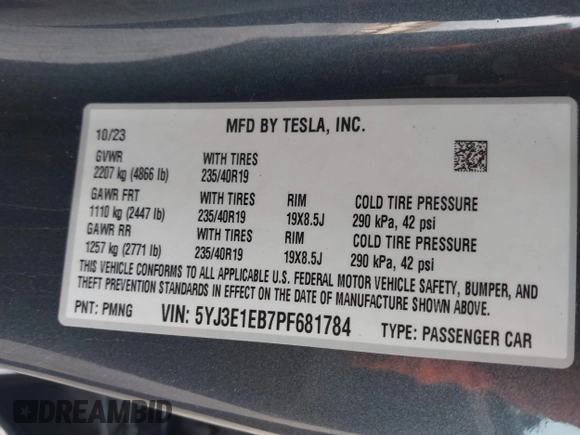 MFD BY TESLA, INC.
10/23
GVWR WITH TIRES
2207 kg (4866 lb) 235/40R19
GAWR FRT WITH TIRES RIM COLD TIRE PRESSURE
1110 kg (2447 lb) 235/40R19 19X8.5J 290 kPa, 42 psi
GAWR RR WITH TIRES RIM COLD TIRE PRESSURE
1257 kg (2771 lb) 235/40R19 19X8.5J 290 kPa, 42 psi
THIS VEHICLE CONFORMS TO ALL APPLICABLE U.S. FEDERAL MOTOR VEHICLE SAFETY, BUMPER, AND
THEFT PREVENTION STANDARDS IN EFFECT ON THE DATE OF MANUFACTURE SHOWN ABOVE.
PNT: PMNG VIN: 5YJ3E1EB7PF681784 TYPE: PASSENGER CAR
DREAMBID